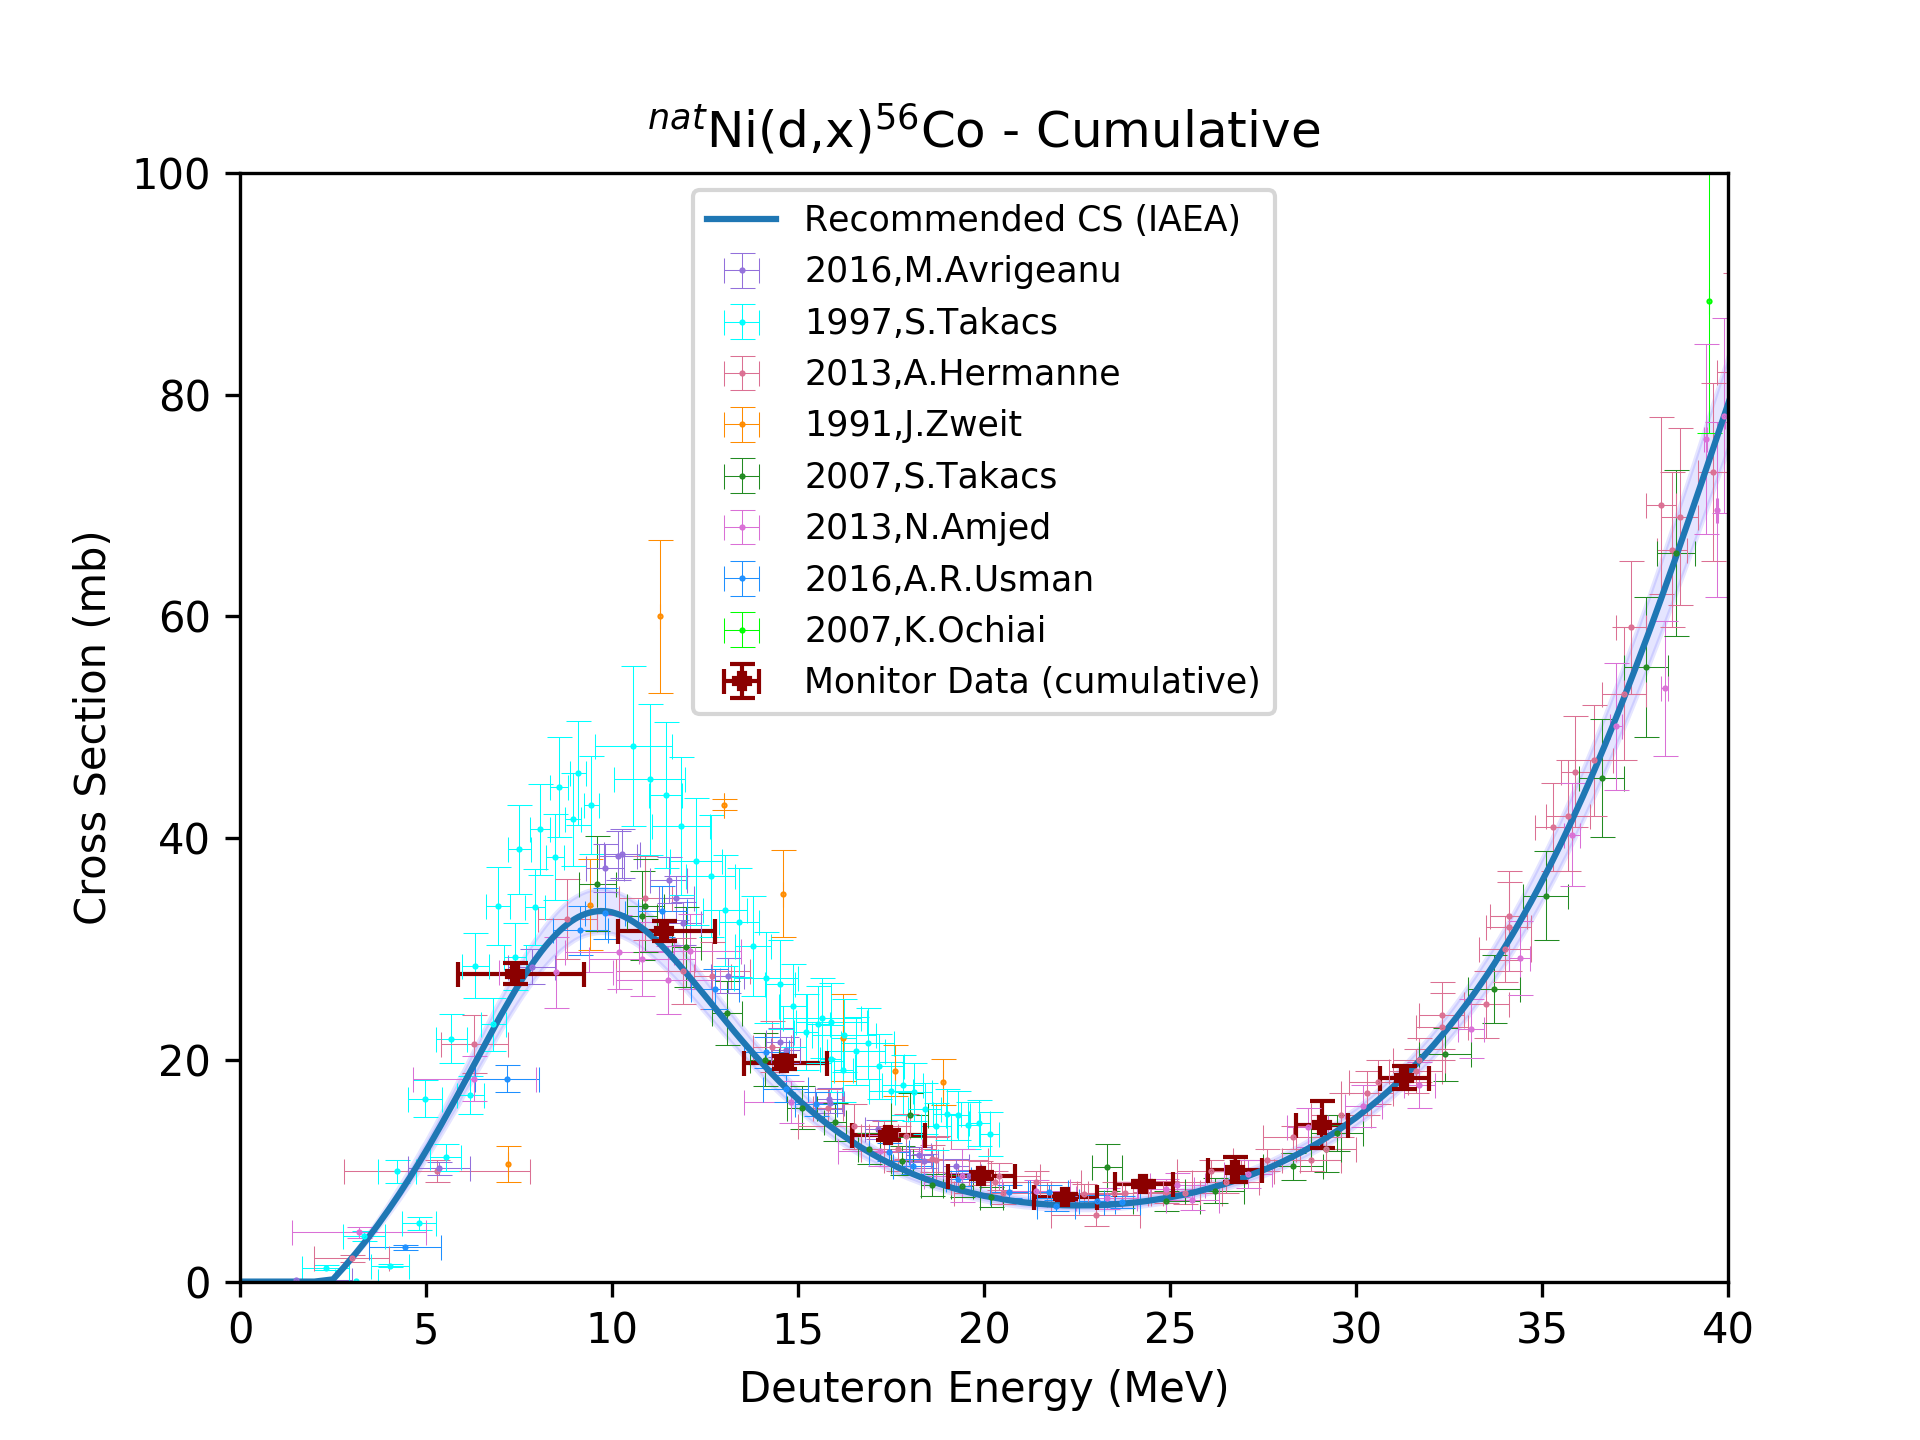 natNi(d,x)56Co - Cumulative
Recommended CS (IAEA)
2016,M.Avrigeanu
1997,S.Takacs
2013,A.Hermanne
1991,J.Zweit
2007,S.Takacs
2013,N.Amjed
2016,A.R.Usman
2007,K.Ochiai
Monitor Data (cumulative)
Cross Section (mb)
100
80
60
40
20
0
0 5 10 15 20 25 30 35 40
Deuteron Energy (MeV)